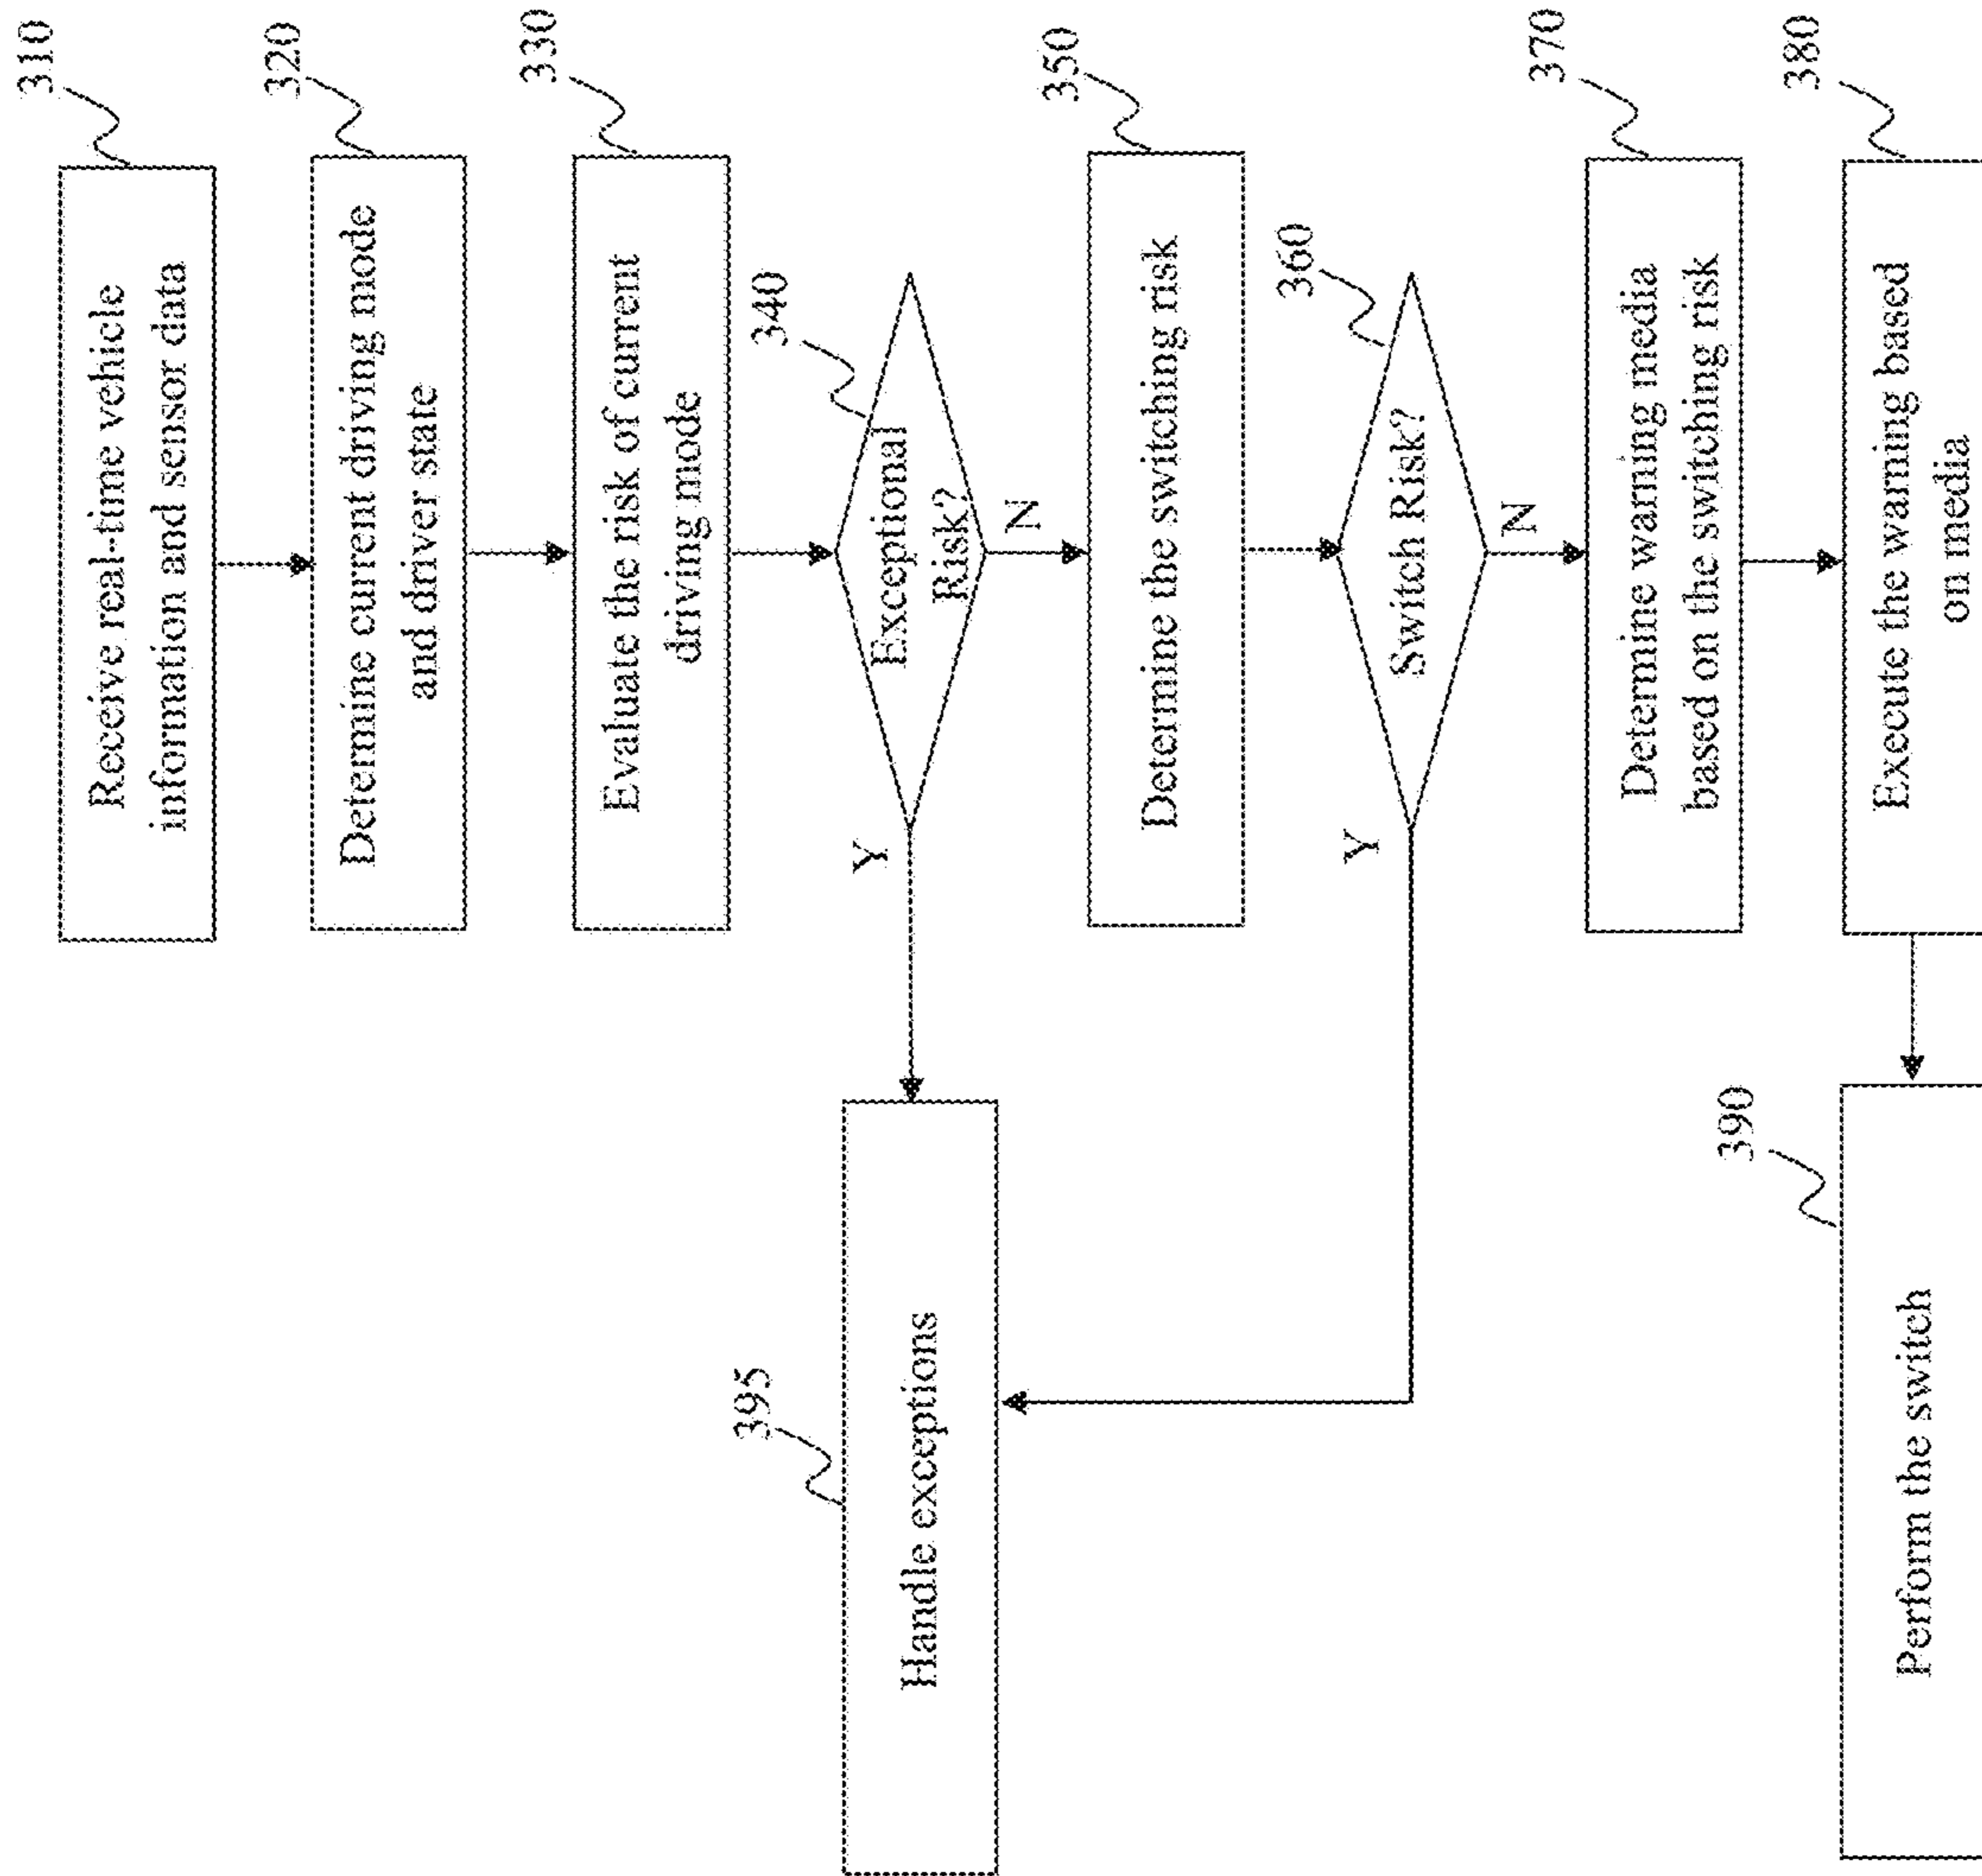 310
Receive real-time vehicle
information and sensor data
320
Determine current driving mode
and driver state
330
Evaluate the risk of current
driving mode
340
Exceptional
Risk?
Y
N
350
Determine the switching risk
360
Switch Risk?
Y
N
370
Determine warning media
based on the switching risk
380
Execute the warning based
on media
390
Perform the switch
395
Handle exceptions